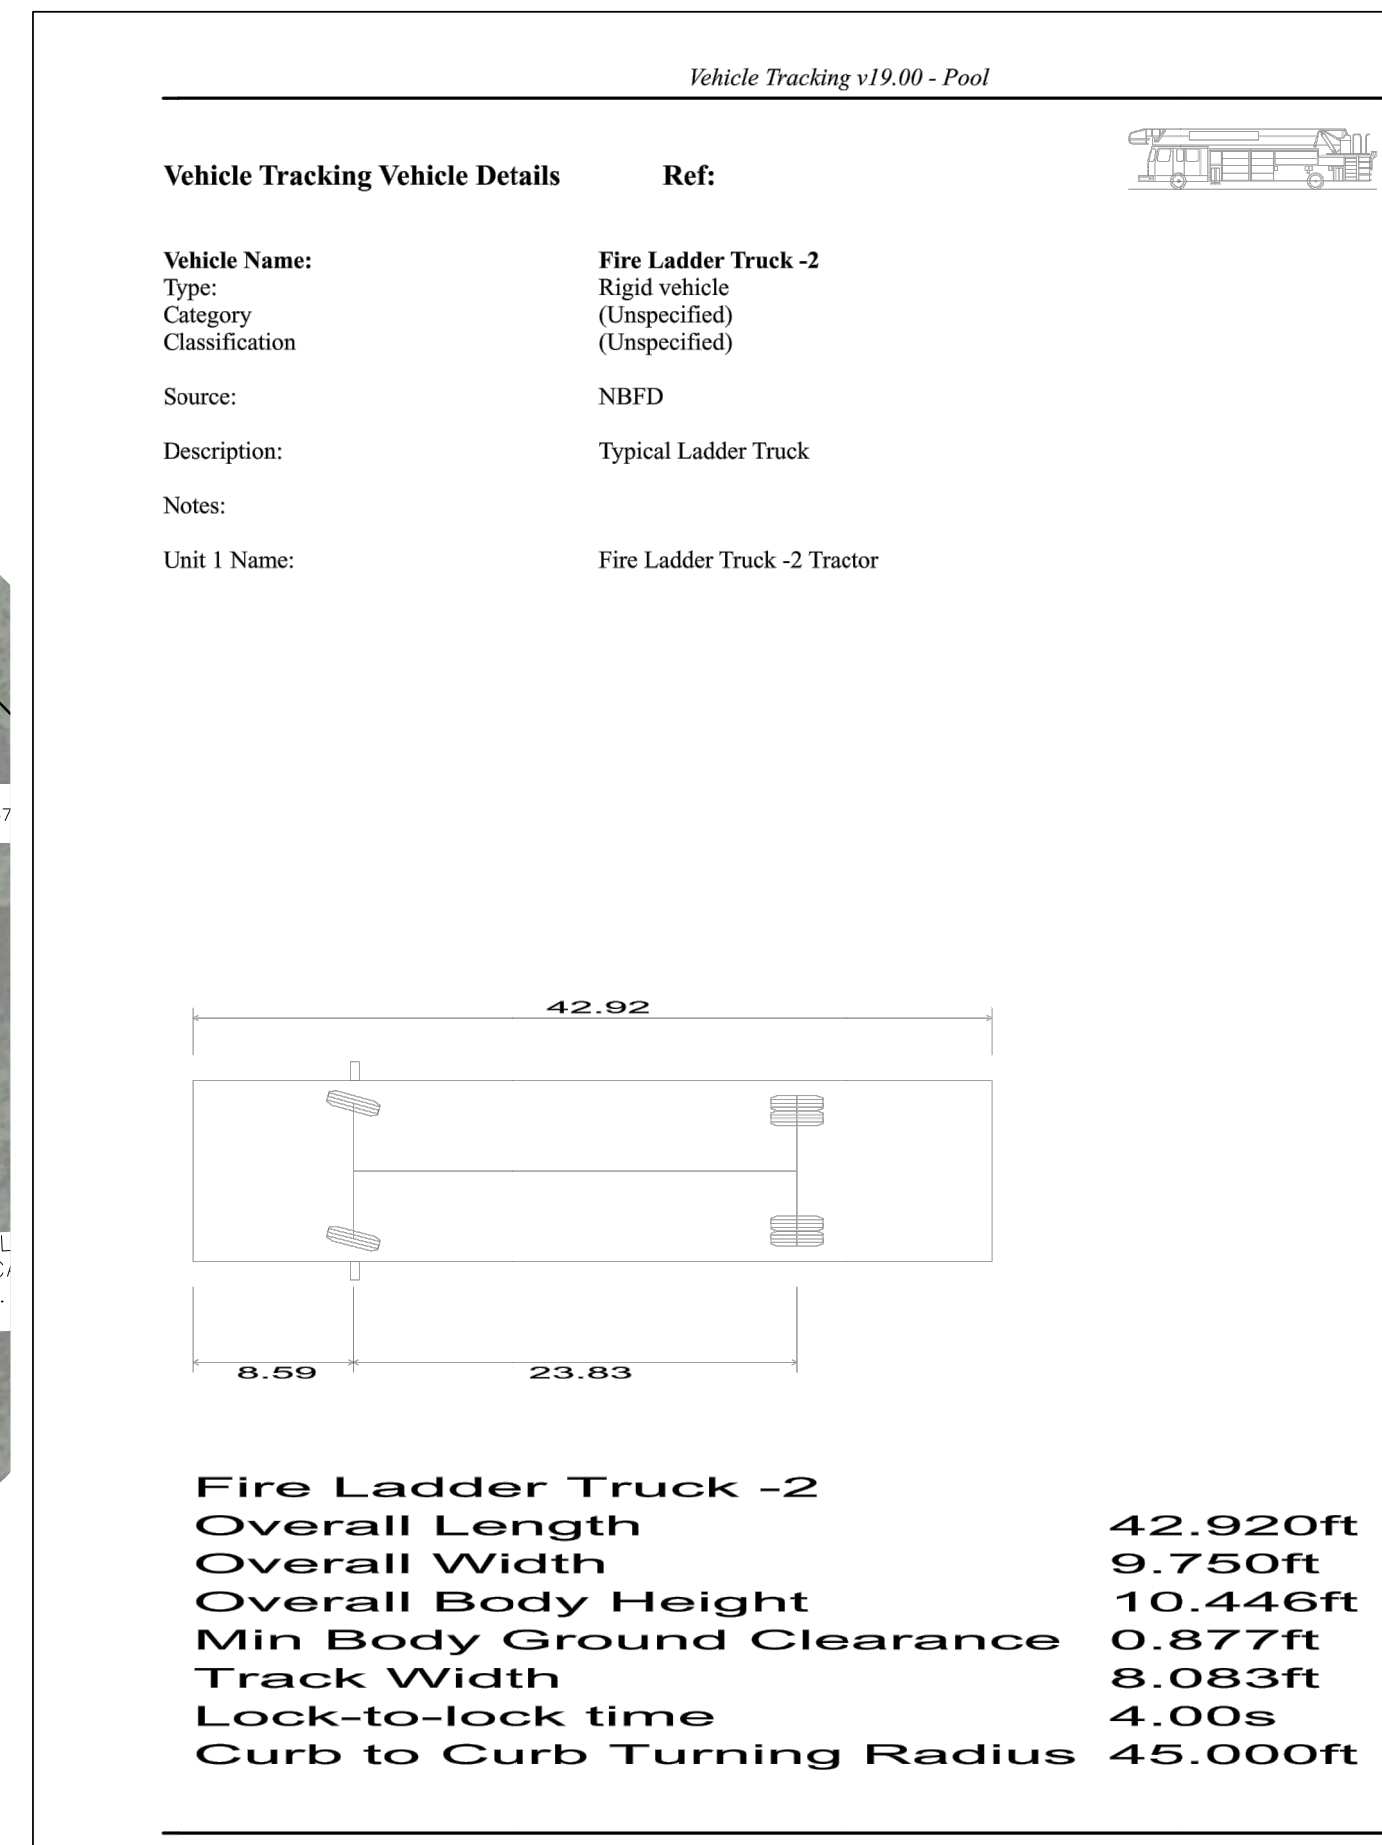 Vehicle Tracking v19.00 - Pool
Vehicle Tracking Vehicle Details Ref:
Vehicle Name: Fire Ladder Truck -2
Type: Rigid vehicle
Category (Unspecified)
Classification (Unspecified)
Source: NBFD
Description: Typical Ladder Truck
Notes:
Unit 1 Name: Fire Ladder Truck -2 Tractor
42.92
8.59 23.83
Fire Ladder Truck -2
Overall Length 42.920ft
Overall Width 9.750ft
Overall Body Height 10.446ft
Min Body Ground Clearance 0.877ft
Track Width 8.083ft
Lock-to-lock time 4.00s
Curb to Curb Turning Radius 45.000ft